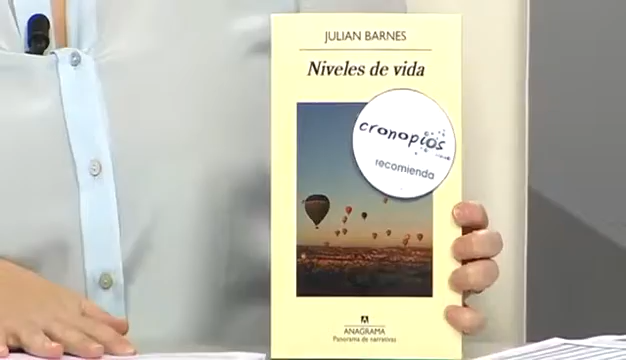 JULIAN BARNES
Niveles de vida
cronopios
recomienda
ANAGRAMA
Panorama de narrativas